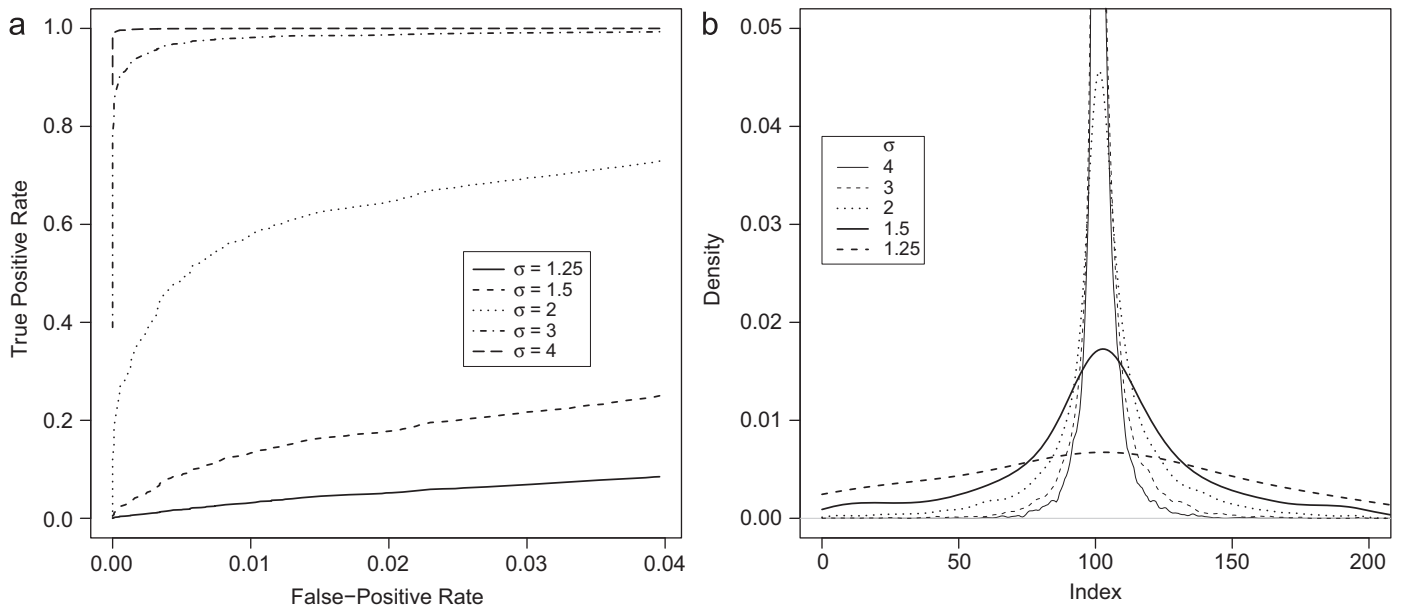 a
True Positive Rate
1.0
0.8
0.6
0.4
0.2
0.0
σ = 1.25
σ = 1.5
σ = 2
σ = 3
σ = 4
0.00 0.01 0.02 0.03 0.04
False−Positive Rate
b
Density
0.05
0.04
0.03
0.02
0.01
0.00
σ
4
3
2
1.5
1.25
0 50 100 150 200
Index